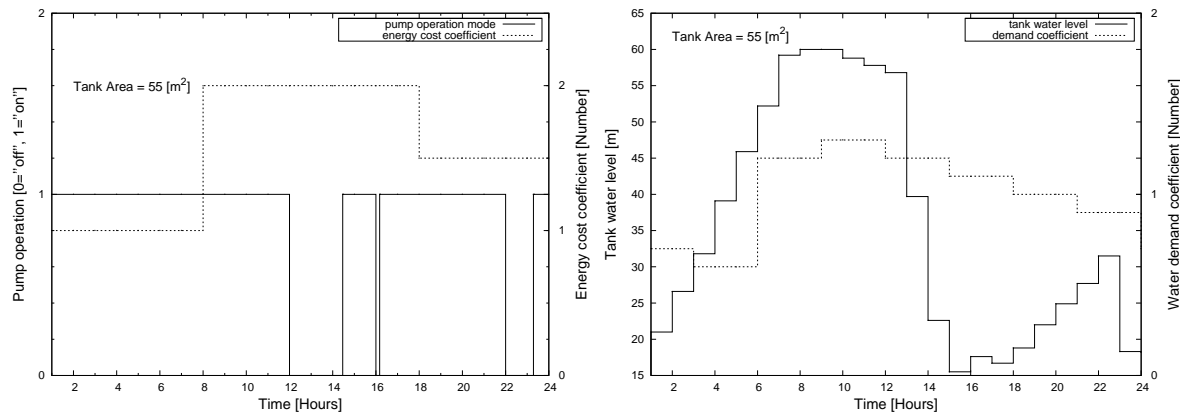 pump operation mode
energy cost coefficient
Tank Area = 55 [m²]
Pump operation [0="off", 1="on"]
2
1
0
2
1
0
Energy cost coefficient [Number]
2 4 6 8 10 12 14 16 18 20 22 24
Time [Hours]
tank water level
demand coefficient
Tank Area = 55 [m²]
Tank water level [m]
65
60
55
50
45
40
35
30
25
20
15
2
1
0
Water demand coefficient [Number]
2 4 6 8 10 12 14 16 18 20 22 24
Time [Hours]